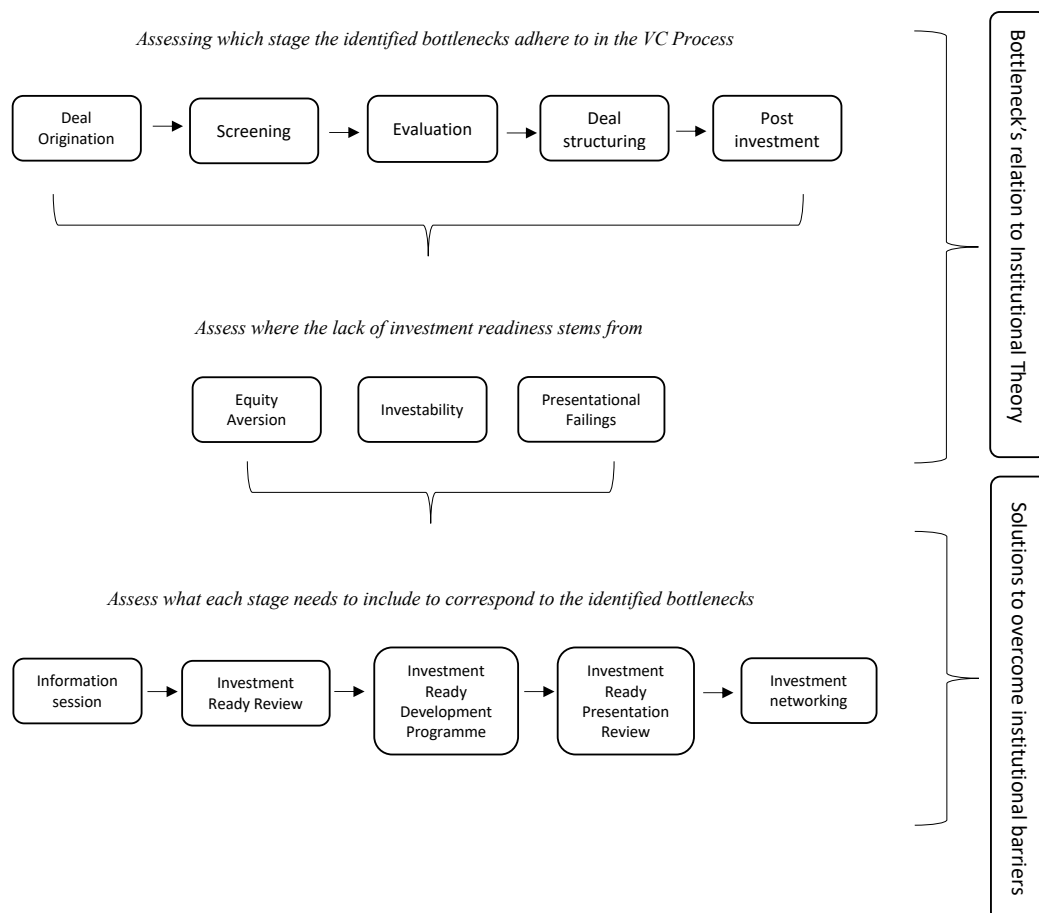 Assessing which stage the identified bottlenecks adhere to in the VC Process
Deal
Origination
Screening
Evaluation
Deal
structuring
Post
investment
Assess where the lack of investment readiness stems from
Equity
Aversion
Investability
Presentational
Failings
Assess what each stage needs to include to correspond to the identified bottlenecks
Information
session
Investment
Ready Review
Investment
Ready
Development
Programme
Investment
Ready
Presentation
Review
Investment
networking
Bottleneck’s relation to Institutional Theory
Solutions to overcome institutional barriers